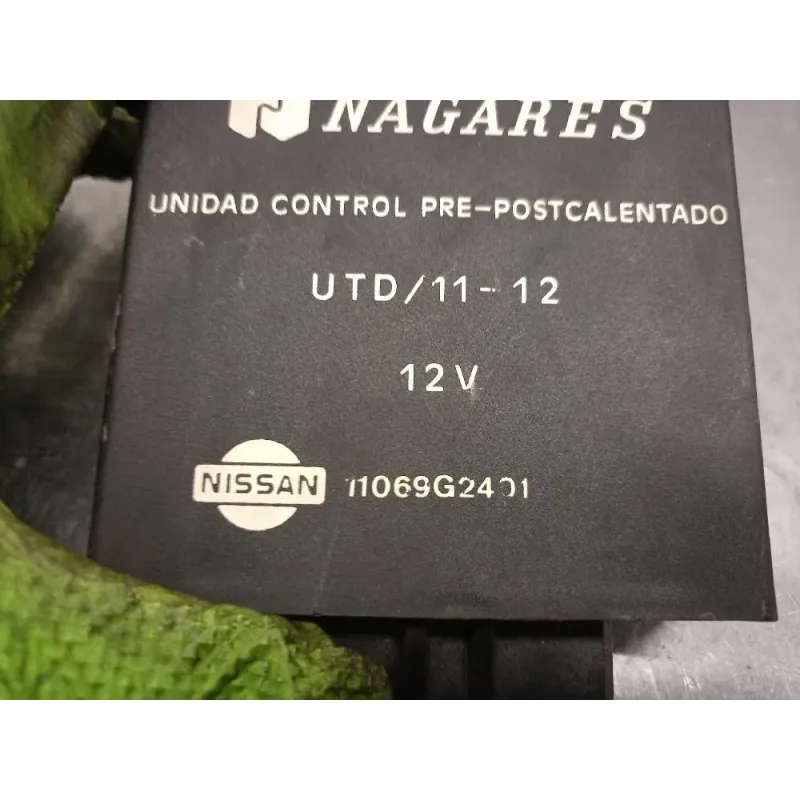 NAGARES
UNIDAD CONTROL PRE-POSTCALENTADO
UTD/11-12
12V
NISSAN 11069G2401